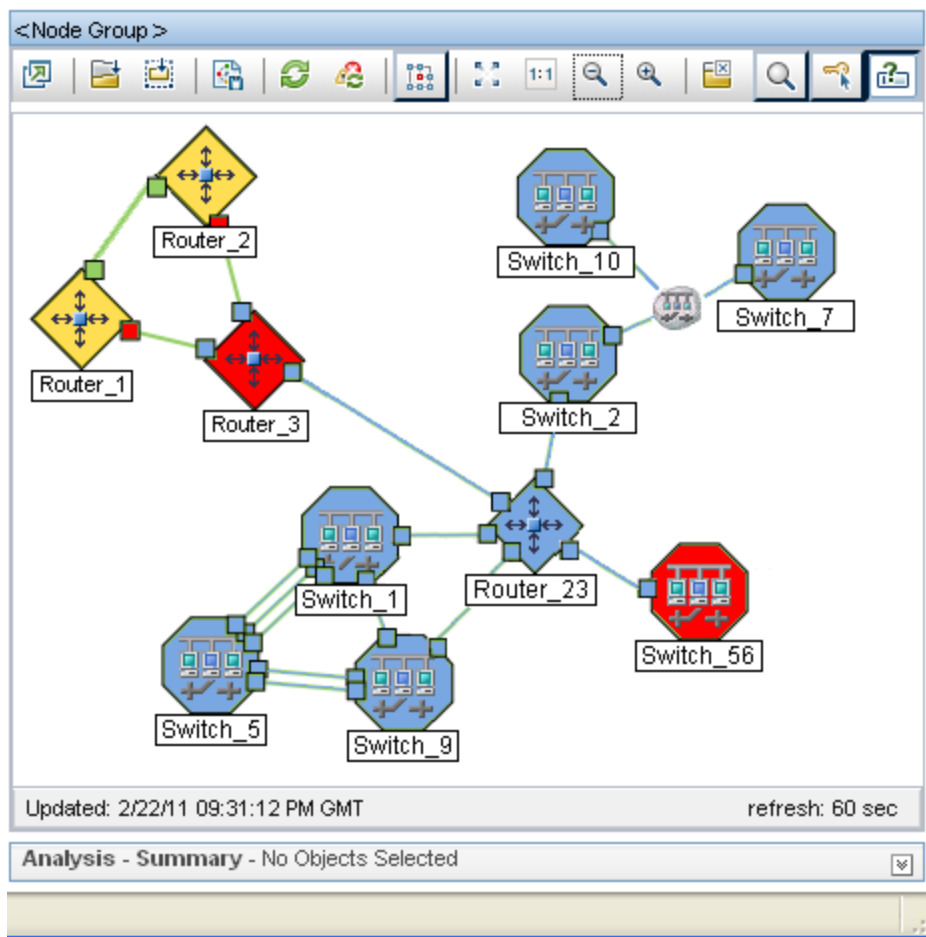 <Node Group>
1:1
Router_2
Switch_10
Switch_7
Router_1
Router_3
Switch_2
Router_23
Switch_1
Switch_56
Switch_5
Switch_9
Updated: 2/22/11 09:31:12 PM GMT
refresh: 60 sec
Analysis - Summary - No Objects Selected